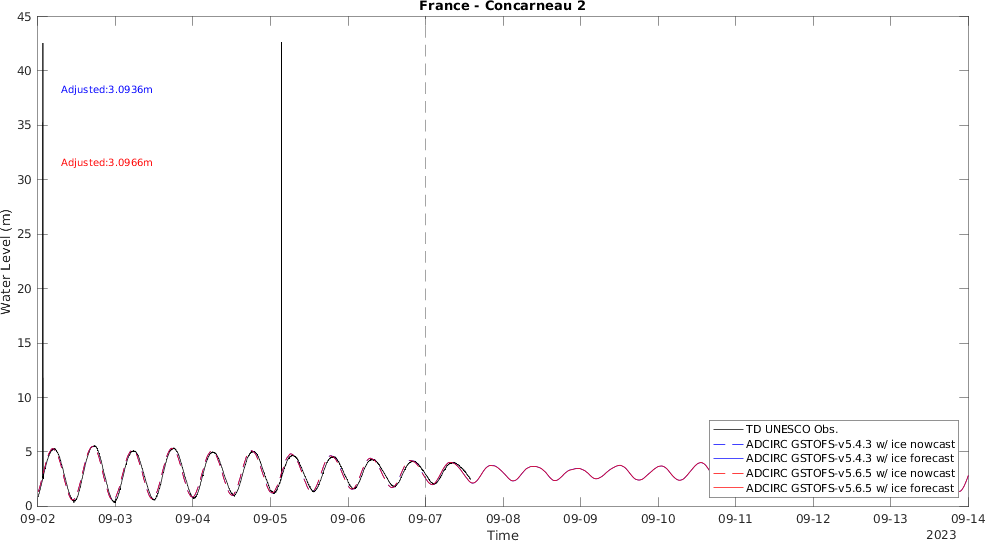 France - Concarneau 2
45
40
35
30
25
20
15
10
5
0
Water Level (m)
Adjusted:3.0936m
Adjusted:3.0966m
TD UNESCO Obs.
ADCIRC GSTOFS-v5.4.3 w/ ice nowcast
ADCIRC GSTOFS-v5.4.3 w/ ice forecast
ADCIRC GSTOFS-v5.6.5 w/ ice nowcast
ADCIRC GSTOFS-v5.6.5 w/ ice forecast
09-02 09-03 09-04 09-05 09-06 09-07 09-08 09-09 09-10 09-11 09-12 09-13 09-14
Time
2023